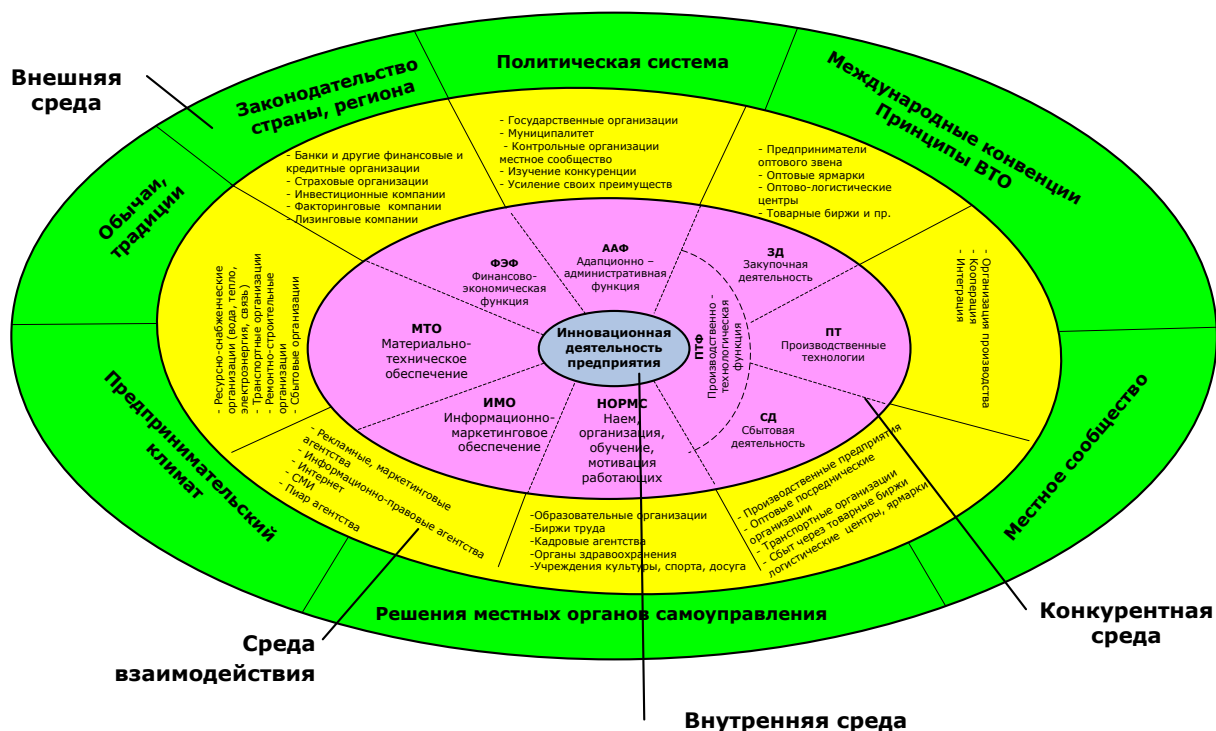 Внешняя
среда
Законодательство
страны, региона
Политическая система
Международные конвенции
Принципы ВТО
Обычаи,
традиции
Предпринимательский
климат
Решения местных органов самоуправления
Местное сообщество
- Банки и другие финансовые и
кредитные организации
- Страховые организации
- Инвестиционные компании
- Факторинговые компании
- Лизинговые компании
- Государственные организации
- Муниципалитет
- Контрольные организации
местное сообщество
- Изучение конкуренции
- Усиление своих преимуществ
- Предприниматели
оптового звена
- Оптовые ярмарки
- Оптово-логистические
центры
- Товарные биржи и пр.
- Организация производства
- Кооперация
- Интеграция
- Ресурсно-снабженческие
организации (вода, тепло,
электроэнергия, связь)
- Транспортные организации
- Ремонтно-строительные
организации
- Сбытовые организации
- Рекламные, маркетинговые
агентства
- Информационно-правовые агентства
- Интернет
- СМИ
- Пиар агентства
-Образовательные организации
-Биржи труда
-Кадровые агентства
-Органы здравоохранения
-Учреждения культуры, спорта, досуга
- Производственные предприятия
- Оптовые посреднические
организации
- Транспортные организации
- Сбыт через товарные биржи
логистические центры, ярмарки
ФЭФ
Финансово-
экономическая
функция
ААФ
Адапционно –
административная
функция
ЗД
Закупочная
деятельность
МТО
Материально-
техническое
обеспечение
Инновационная
деятельность
предприятия
ПТФ
Производственно -
технологическая
функция
ПТ
Производственные
технологии
ИМО
Информационно-
маркетинговое
обеспечение
НОРМС
Наем,
организация,
обучение,
мотивация
работающих
СД
Сбытовая
деятельность
Среда
взаимодействия
Конкурентная
среда
Внутренняя среда